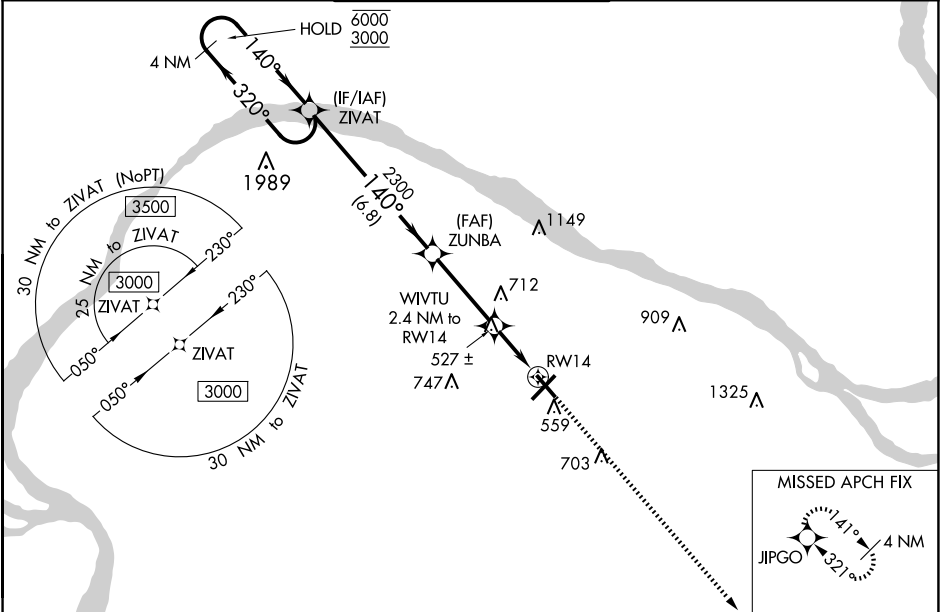 HOLD 6000
3000
4 NM
140°
320°
(IF/IAF)
ZIVAT
1989
2300
140°
(6.8)
(FAF)
ZUNBA
1149
712
WIVTU
2.4 NM to
RW14
527 ±
747
RW14
909
1325
559
703
30 NM to ZIVAT (NoPT)
3500
25 NM to ZIVAT
3000
ZIVAT
230°
050°
230°
ZIVAT
050°
3000
30 NM to ZIVAT
MISSED APCH FIX
141°
4 NM
JIPGO
321°